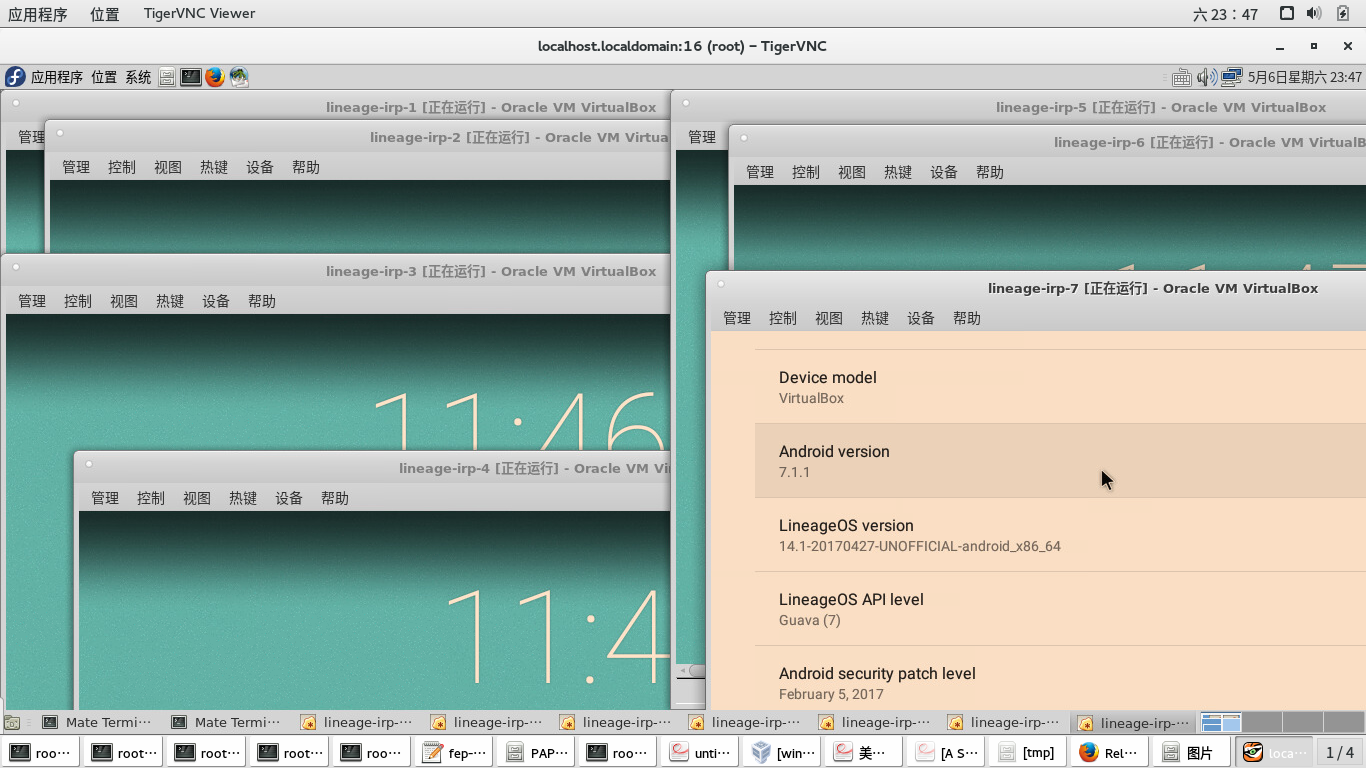 应用程序 位置 TigerVNC Viewer 六 23：47
localhost.localdomain:16 (root) – TigerVNC
应用程序 位置 系统 5月6日星期六 23:47
lineage-irp-1 [正在运行] - Oracle VM VirtualBox
管理
lineage-irp-2 [正在运行] - Oracle VM Virtua
管理 控制 视图 热键 设备 帮助
lineage-irp-3 [正在运行] - Oracle VM VirtualBox
管理 控制 视图 热键 设备 帮助
11:46
lineage-irp-4 [正在运行] - Oracle VM Vi
管理 控制 视图 热键 设备 帮助
11:4
lineage-irp-5 [正在运行] - Oracle VM VirtualBox
管理
lineage-irp-6 [正在运行] - Oracle VM VirtualB
管理 控制 视图 热键 设备 帮助
lineage-irp-7 [正在运行] - Oracle VM VirtualBox
管理 控制 视图 热键 设备 帮助
Device model
VirtualBox
Android version
7.1.1
LineageOS version
14.1-20170427-UNOFFICIAL-android_x86_64
LineageOS API level
Guava (7)
Android security patch level
February 5, 2017
Mate Termi… Mate Termi… lineage-irp-… lineage-irp-… lineage-irp-… lineage-irp-… lineage-irp-… lineage-irp-… lineage-irp-…
roo… root… root… root… roo… fep-… PAP… roo… unti… [win… 美… [A S… [tmp] Rel… 图片 loca… 1 / 4